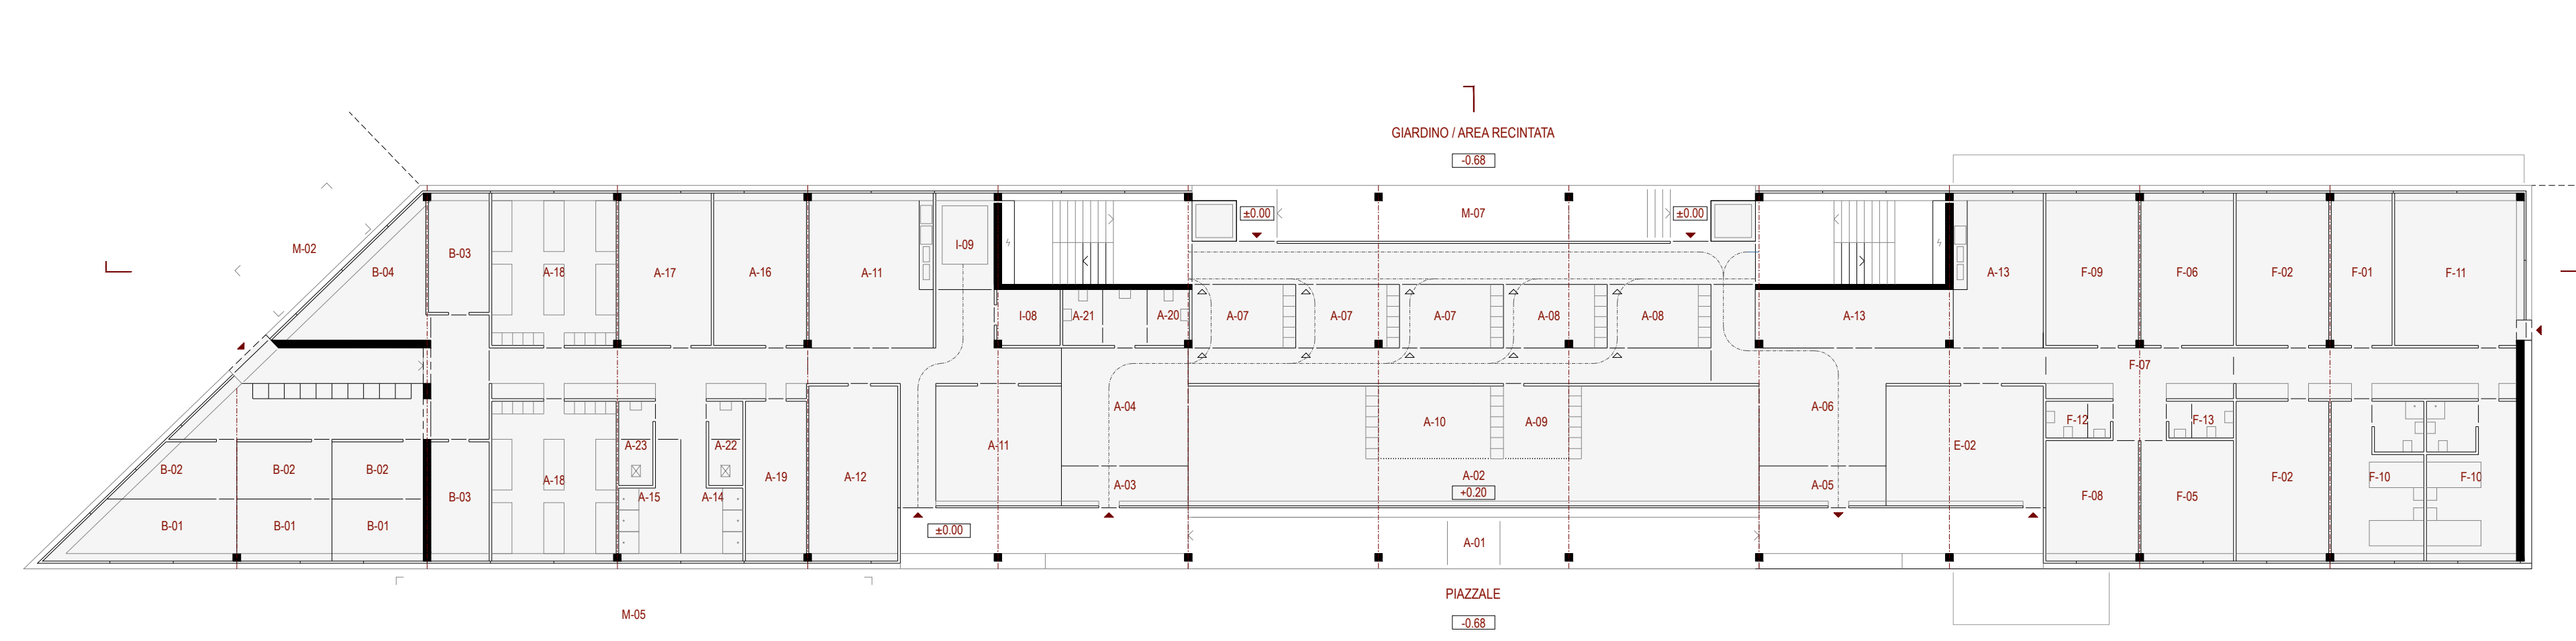 GIARDINO / AREA RECINTATA
-0.68
±0.00 M-07 ±0.00
M-02 B-04 B-03 A-18 A-17 A-16 A-11 I-09 A-13 F-09 F-06 F-02 F-01 F-11
I-08 A-21 A-20 A-07 A-07 A-07 A-08 A-08 A-13
F-07
A-04 A-06
A-10 A-09 F-12 F-13
A-23 A-22 A-11 E-02
B-02 B-02 B-02 A-18 A-19 A-12 A-02 F-02 F-10 F-10
A-03 +0.20 A-05
B-03 A-15 A-14 F-08 F-05
B-01 B-01 B-01 ±0.00
A-01
PIAZZALE
M-05 -0.68